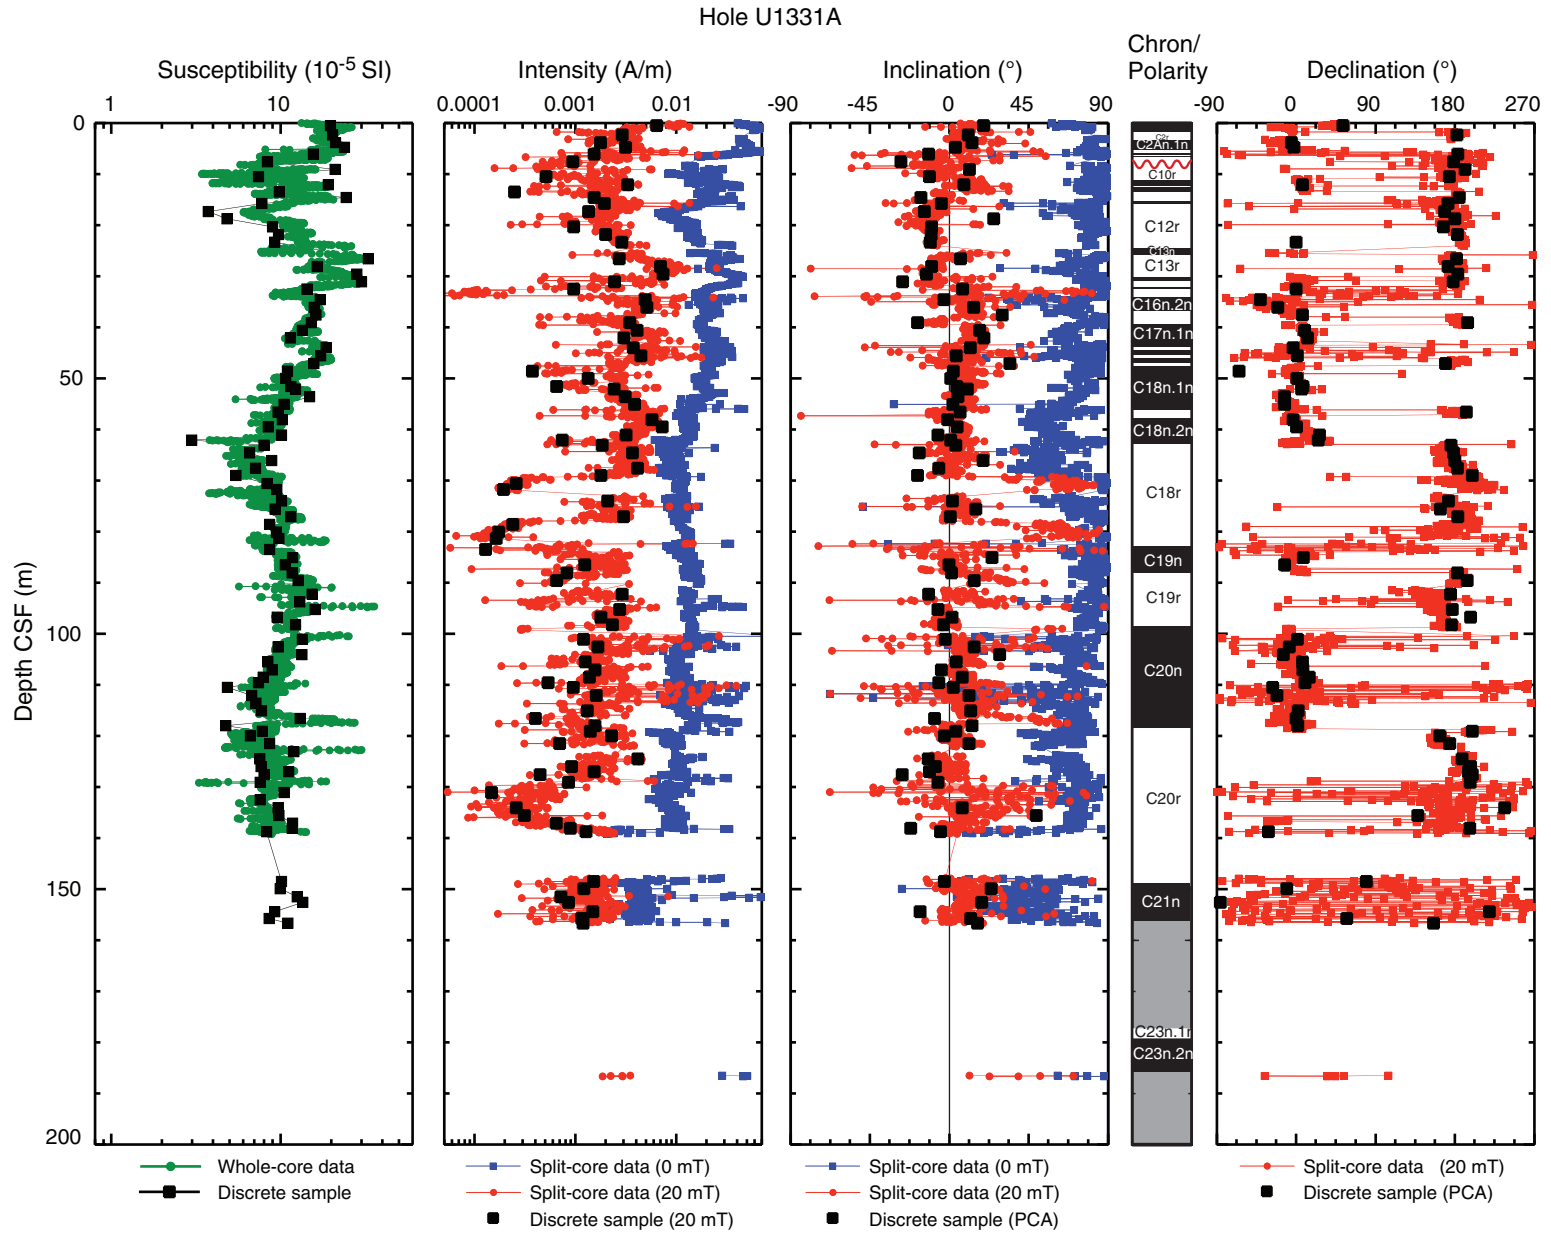 Hole U1331A
Susceptibility (10-5 SI)
Intensity (A/m)
Inclination (°)
Chron/
Polarity
Declination (°)
1 10
0.0001 0.001 0.01
-90 -45 0 45 90
-90 0 90 180 270
0
50
100
150
200
Depth CSF (m)
C2r
C2An.1n
C10r
C12r
C13n
C13r
C16n.2n
C17n.1n
C18n.1n
C18n.2n
C18r
C19n
C19r
C20n
C20r
C21n
C23n.1n
C23n.2n
Whole-core data
Discrete sample
Split-core data (0 mT)
Split-core data (20 mT)
Discrete sample (20 mT)
Split-core data (0 mT)
Split-core data (20 mT)
Discrete sample (PCA)
Split-core data (20 mT)
Discrete sample (PCA)